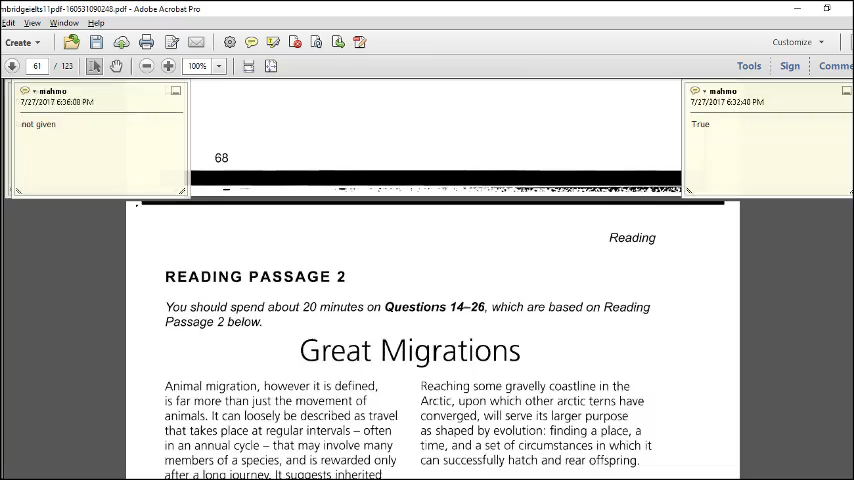 mbridgeielts11pdf-160531090248.pdf - Adobe Acrobat Pro
Edit View Window Help
Create Customize
61 / 123 100% Tools Sign Comme
mahmo
7/27/2017 6:36:08 PM
not given
mahmo
7/27/2017 6:32:48 PM
True
68
Reading
READING PASSAGE 2
You should spend about 20 minutes on Questions 14–26, which are based on Reading
Passage 2 below.
Great Migrations
Animal migration, however it is defined,
is far more than just the movement of
animals. It can loosely be described as travel
that takes place at regular intervals – often
in an annual cycle – that may involve many
members of a species, and is rewarded only
after a long journey. It suggests inherited
Reaching some gravelly coastline in the
Arctic, upon which other arctic terns have
converged, will serve its larger purpose
as shaped by evolution: finding a place, a
time, and a set of circumstances in which it
can successfully hatch and rear offspring.